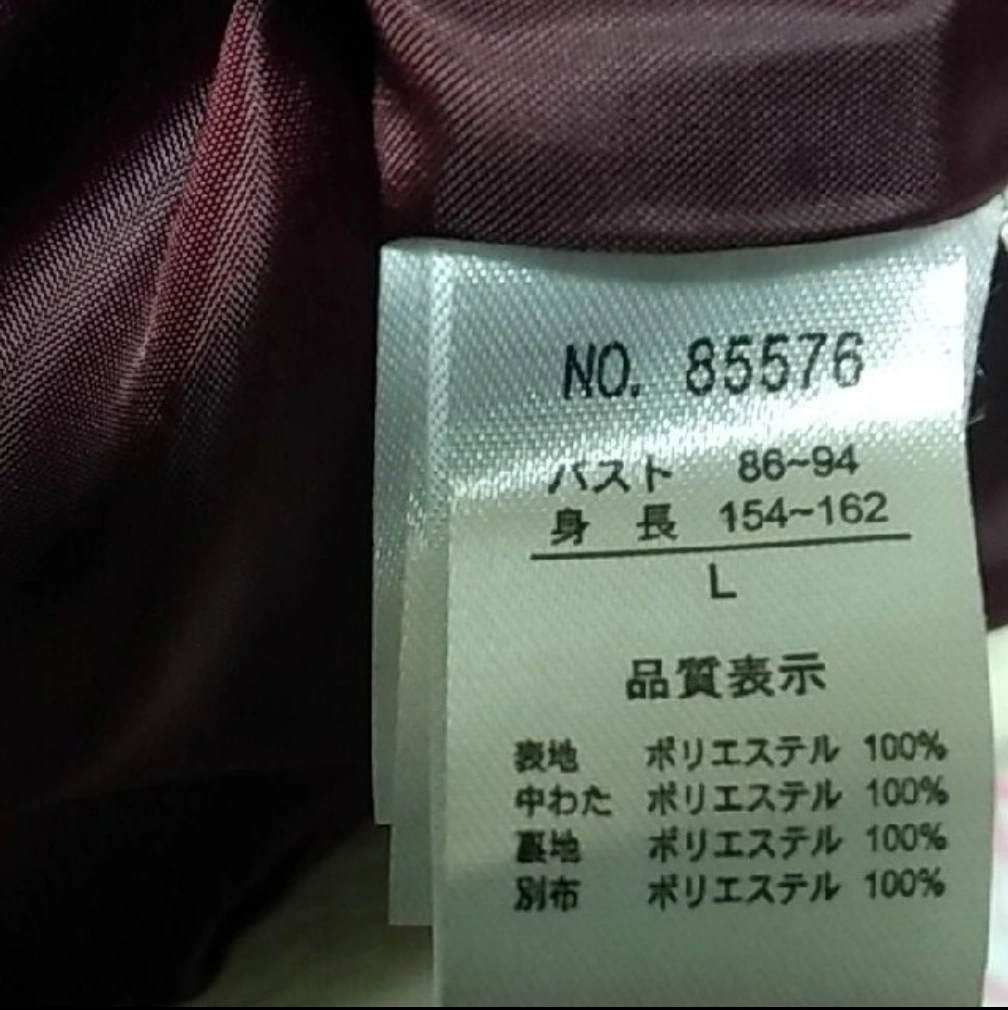 NO. 85576
バスト 86~94
身 長 154~162
L
品質表示
表地 ポリエステル 100%
中わた ポリエステル 100%
裏地 ポリエステル 100%
別布 ポリエステル 100%